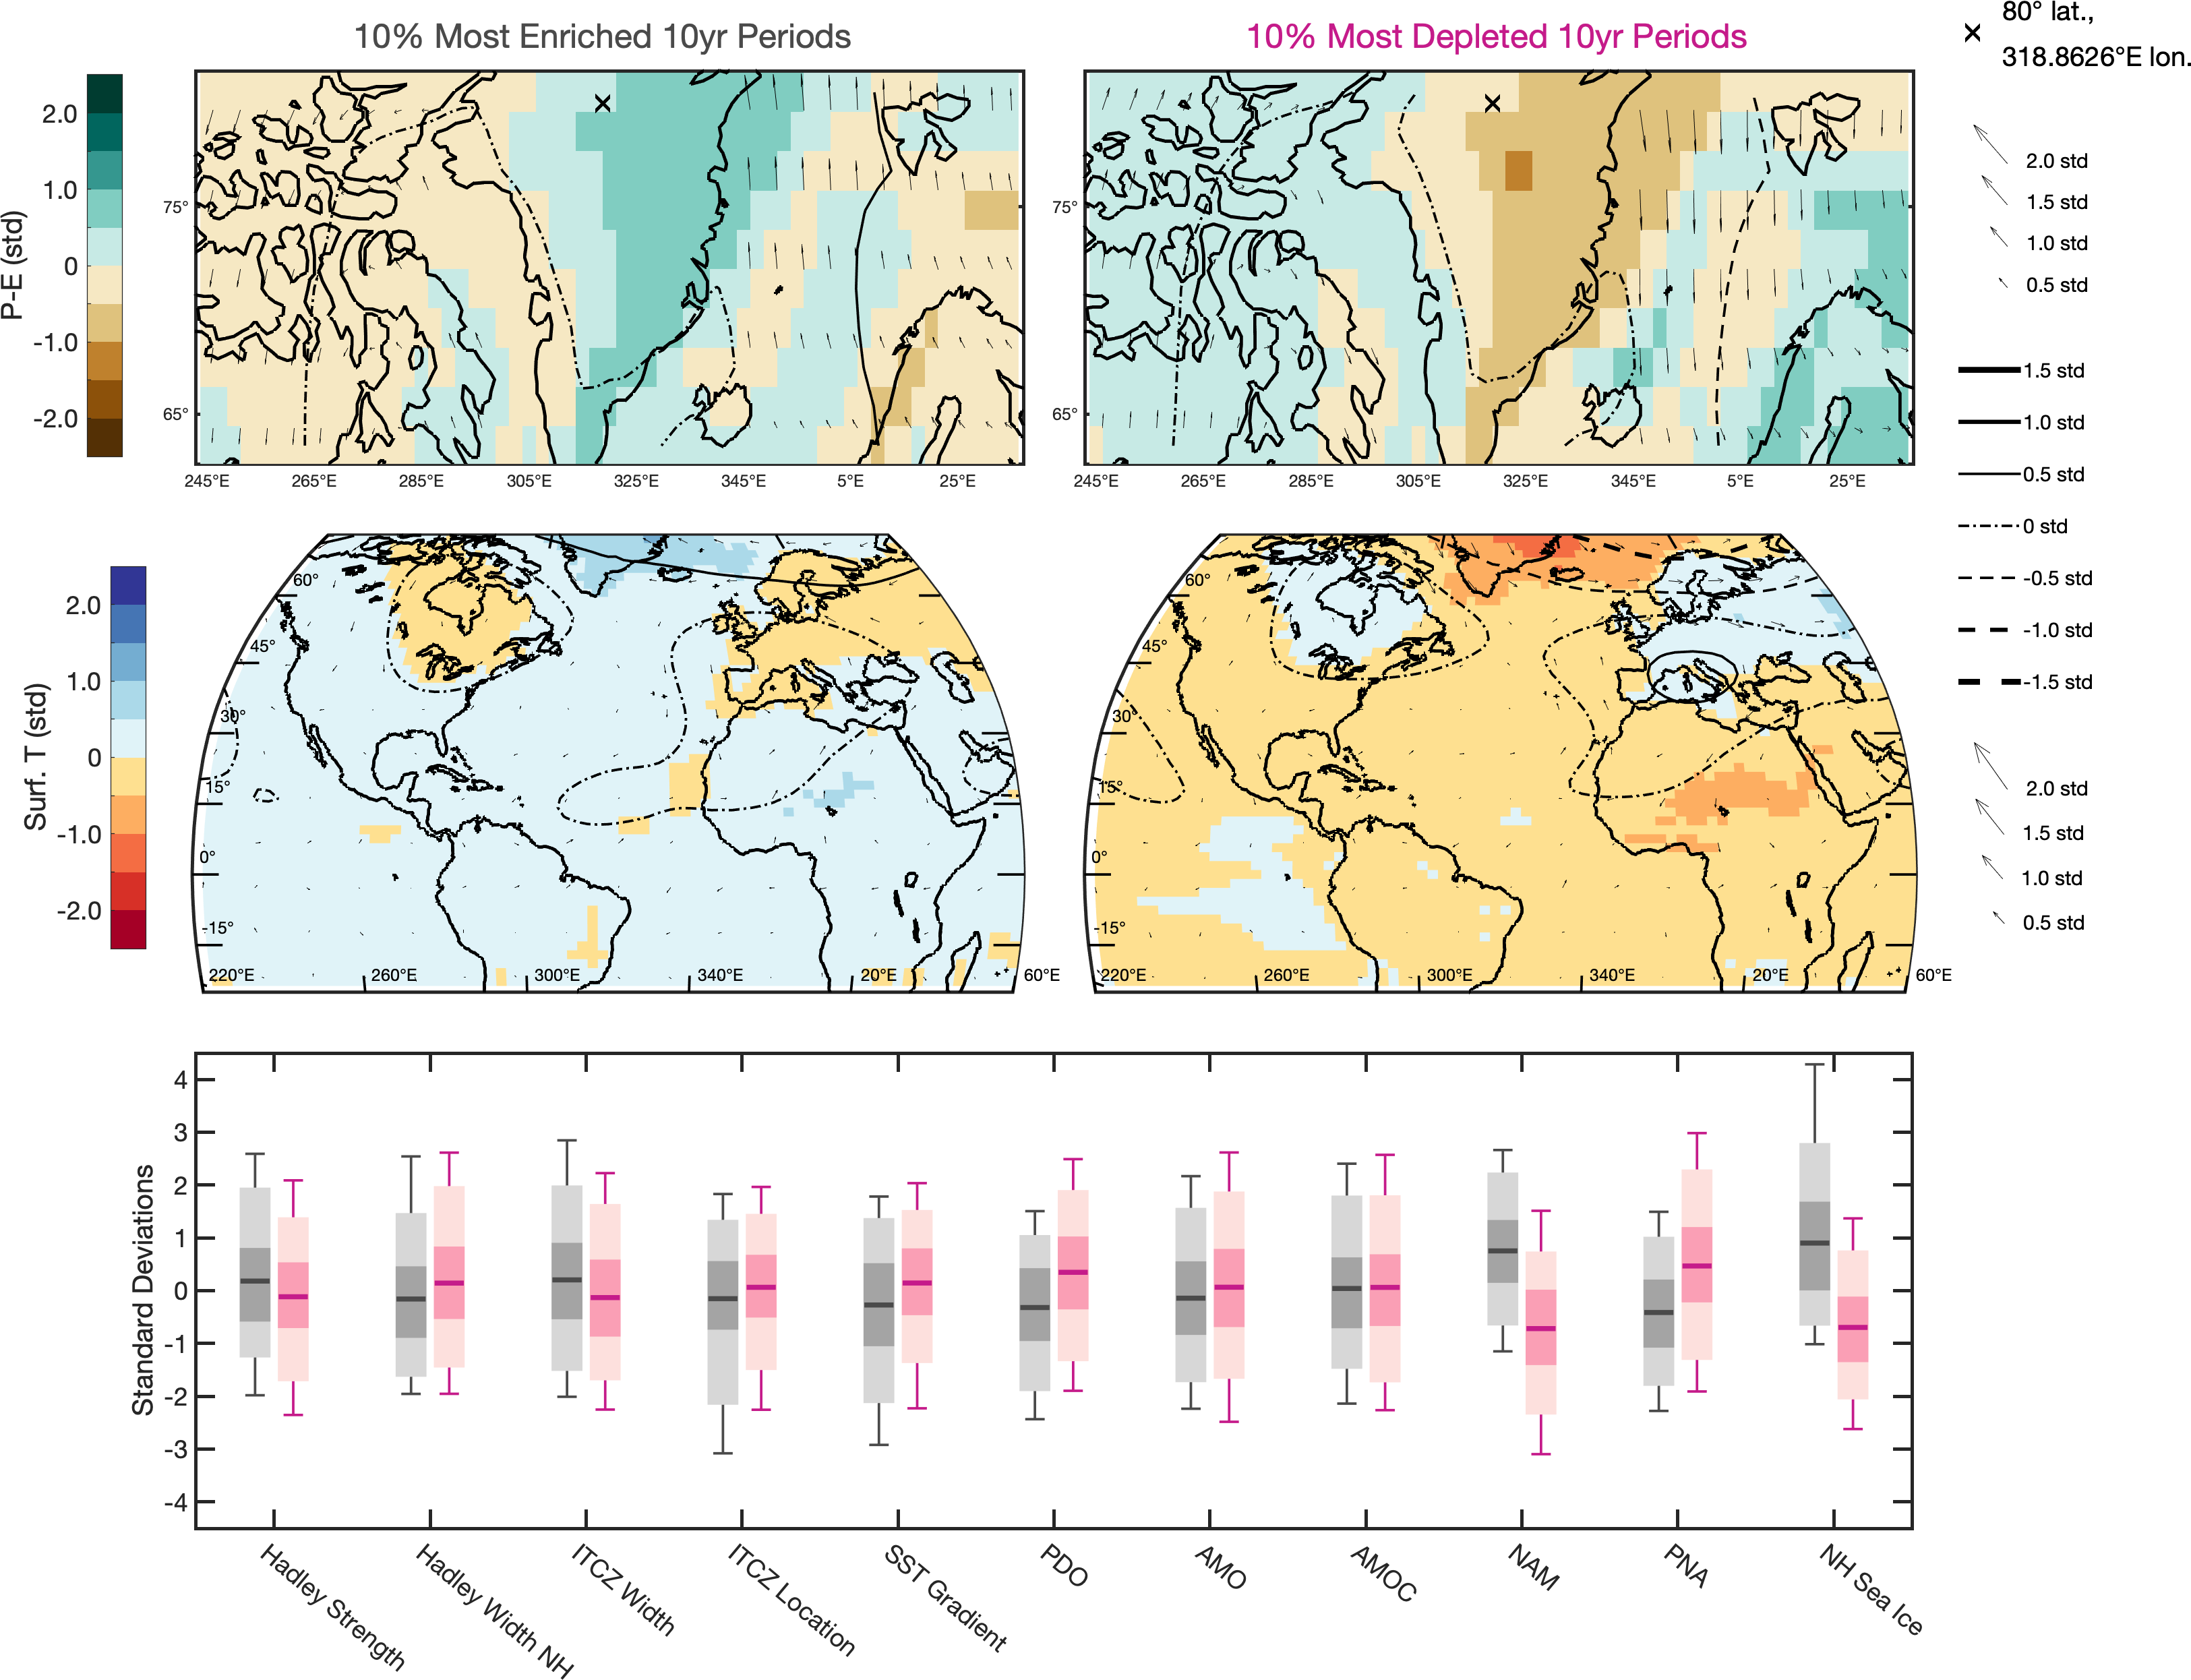 10% Most Enriched 10yr Periods
10% Most Depleted 10yr Periods
80° lat.,
318.8626°E lon.
P-E (std)
2.0
1.0
0
-1.0
-2.0
75°
65°
245°E 265°E 285°E 305°E 325°E 345°E 5°E 25°E
75°
65°
245°E 265°E 285°E 305°E 325°E 345°E 5°E 25°E
2.0 std
1.5 std
1.0 std
0.5 std
1.5 std
1.0 std
0.5 std
0 std
-0.5 std
-1.0 std
-1.5 std
Surf. T (std)
2.0
1.0
0
-1.0
-2.0
60°
45°
30°
15°
0°
-15°
220°E 260°E 300°E 340°E 20°E 60°E
60°
45°
30°
15°
0°
-15°
220°E 260°E 300°E 340°E 20°E 60°E
2.0 std
1.5 std
1.0 std
0.5 std
Standard Deviations
4
3
2
1
0
-1
-2
-3
-4
Hadley Strength
Hadley Width NH
ITCZ Width
ITCZ Location
SST Gradient
PDO
AMO
AMOC
NAM
PNA
NH Sea Ice